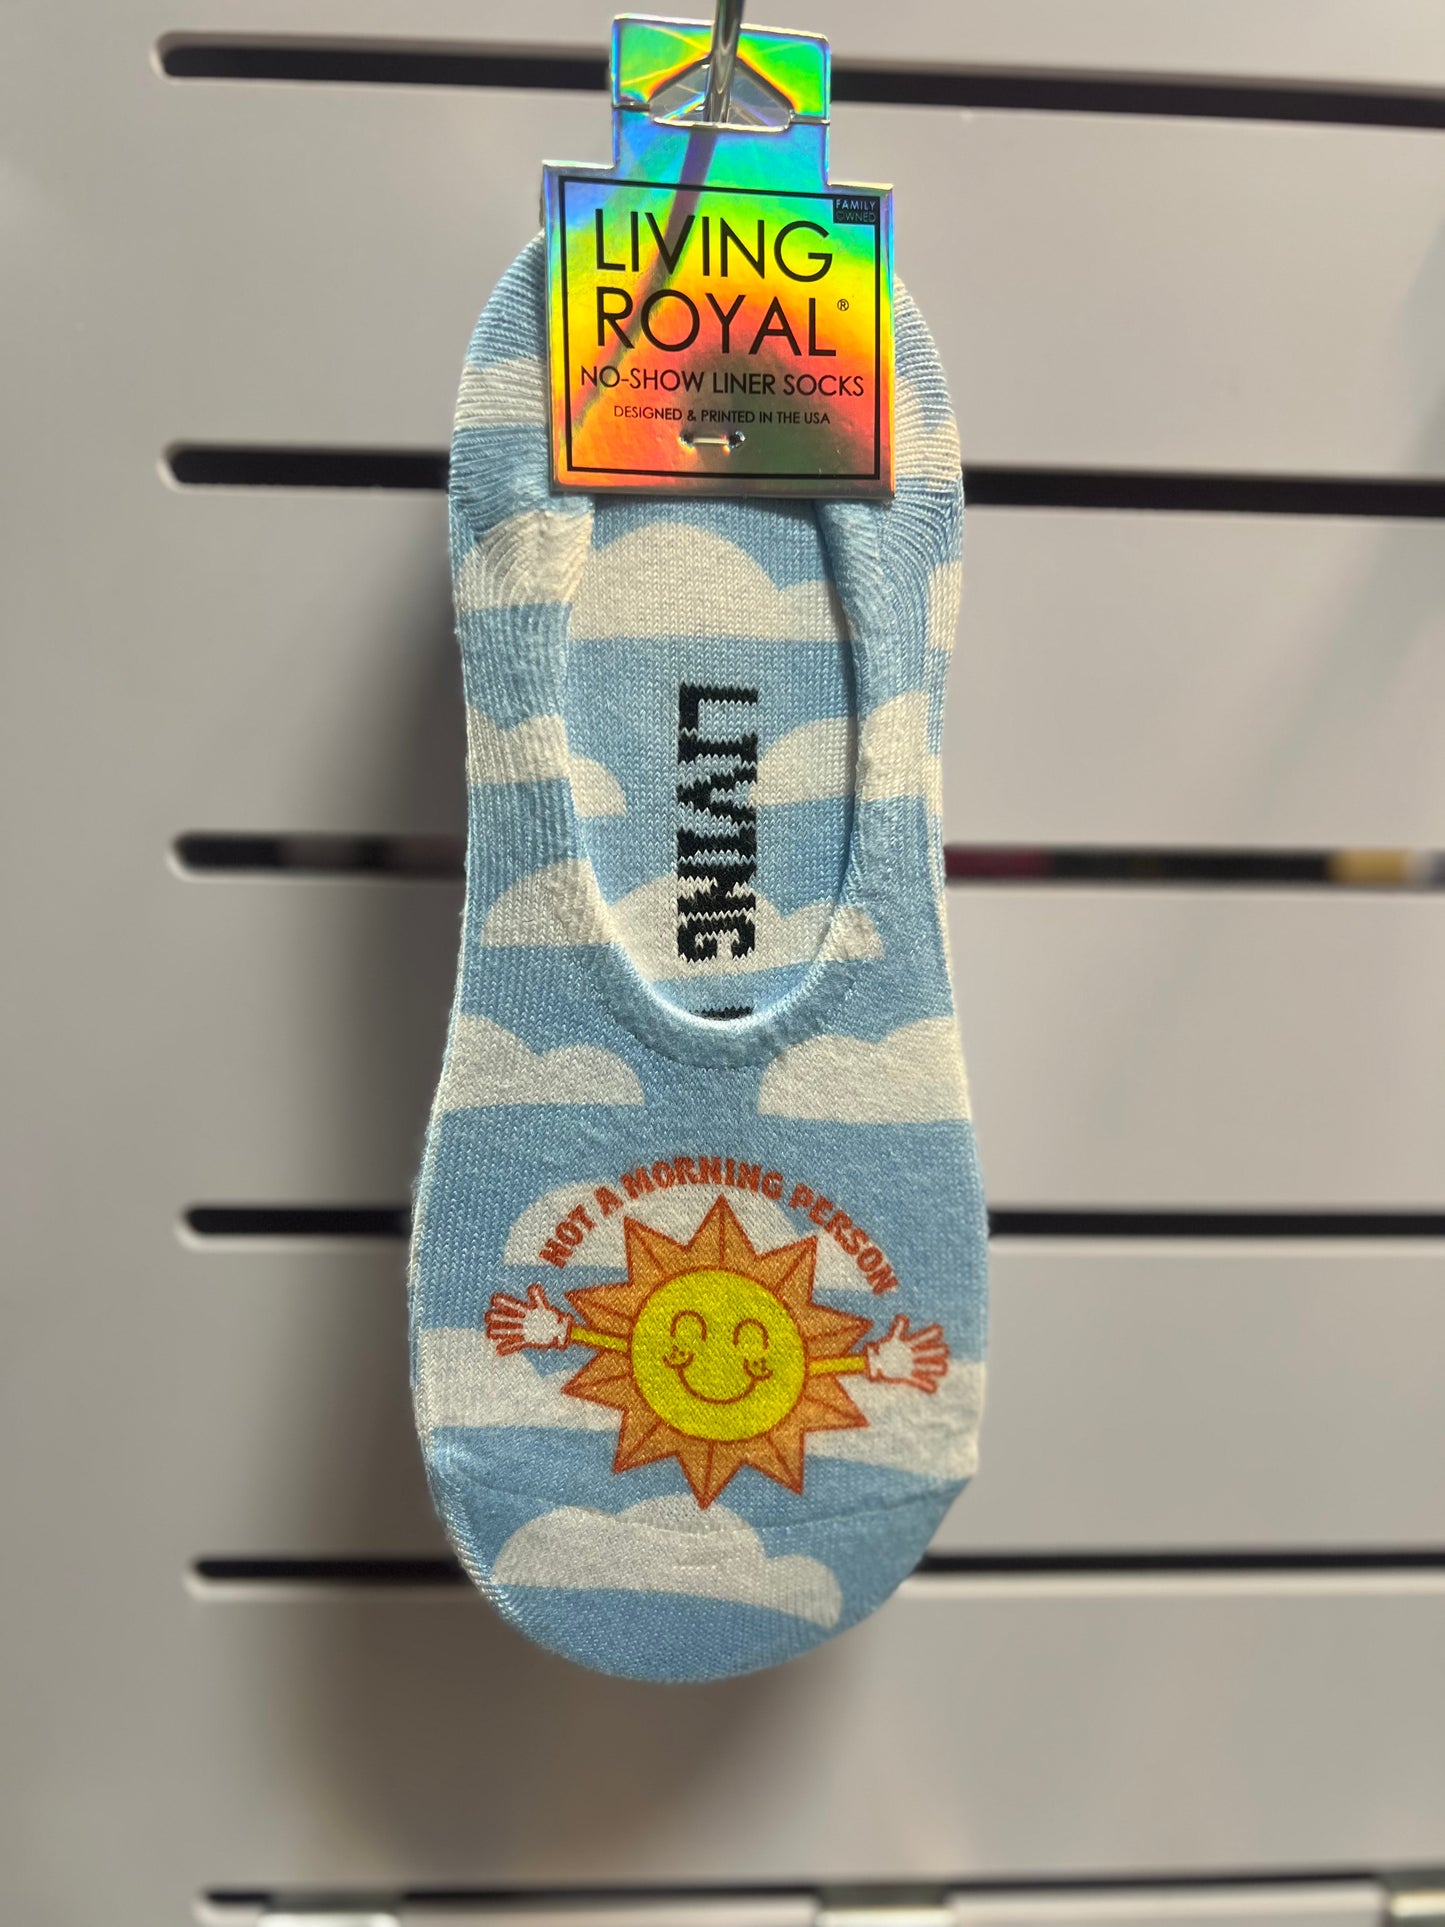 FAMILY
OWNED
LIVING
ROYAL®
NO-SHOW LINER SOCKS
DESIGNED & PRINTED IN THE USA
LIVING
NOT A MORNING PERSON